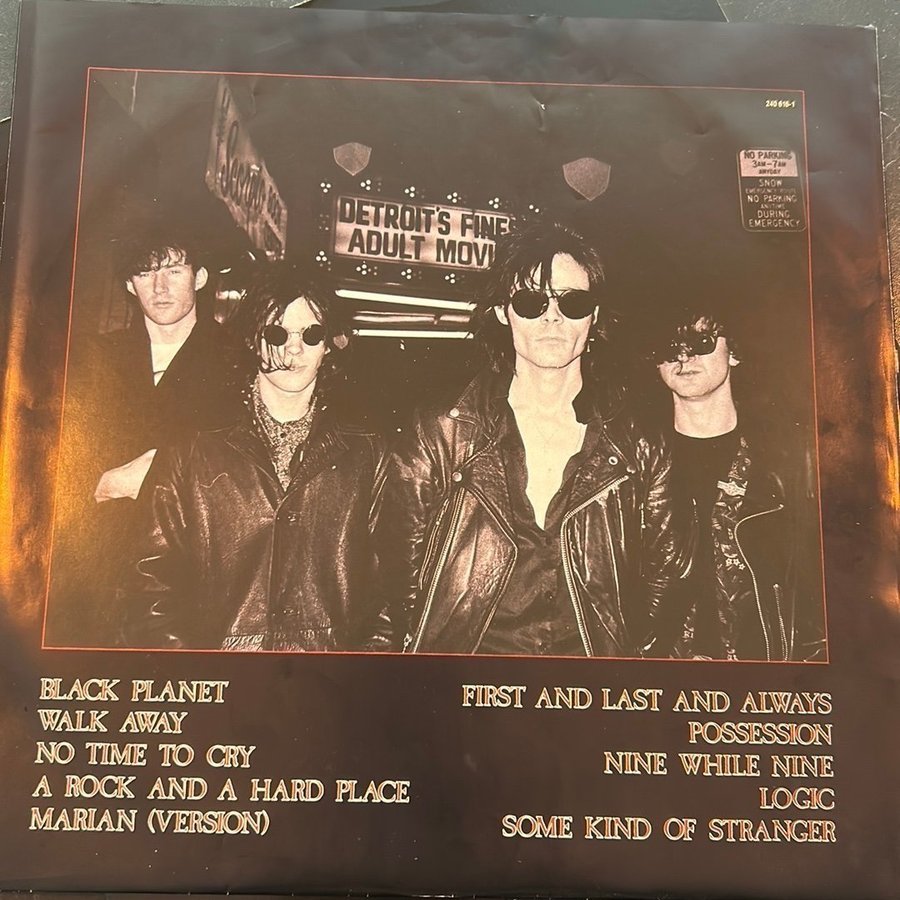 240 616-1
NO PARKING
3AM-7AM
ANYDAY
SNOW
EMERGENCY ROUTE
NO PARKING
ANYTIME
DURING
EMERGENCY
DETROIT'S FINES
ADULT MOVI
BLACK PLANET
WALK AWAY
NO TIME TO CRY
A ROCK AND A HARD PLACE
MARIAN (VERSION)
FIRST AND LAST AND ALWAYS
POSSESSION
NINE WHILE NINE
LOGIC
SOME KIND OF STRANGER